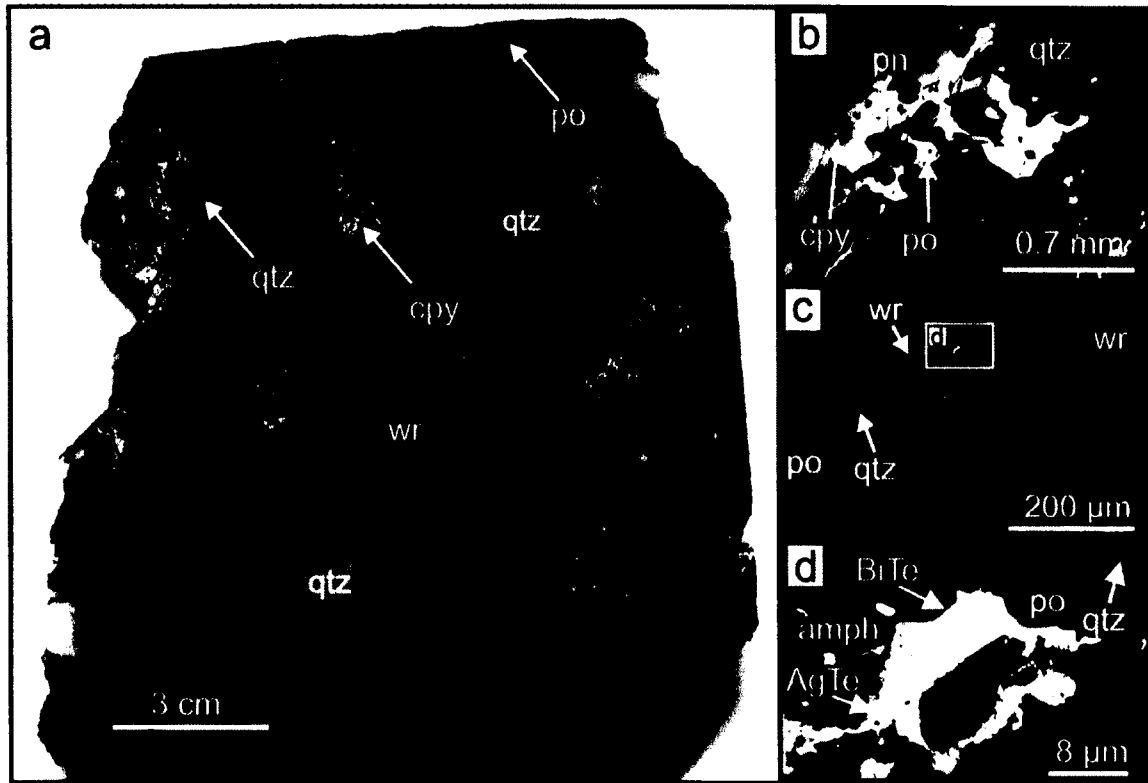 a
po
qtz
qtz
cpy
wr
qtz
3 cm
b
pn
qtz
cpy
po
0.7 mm
c
wr
d
wr
po
qtz
200 µm
d
BiTe
po
qtz
amph
AgTe
8 µm